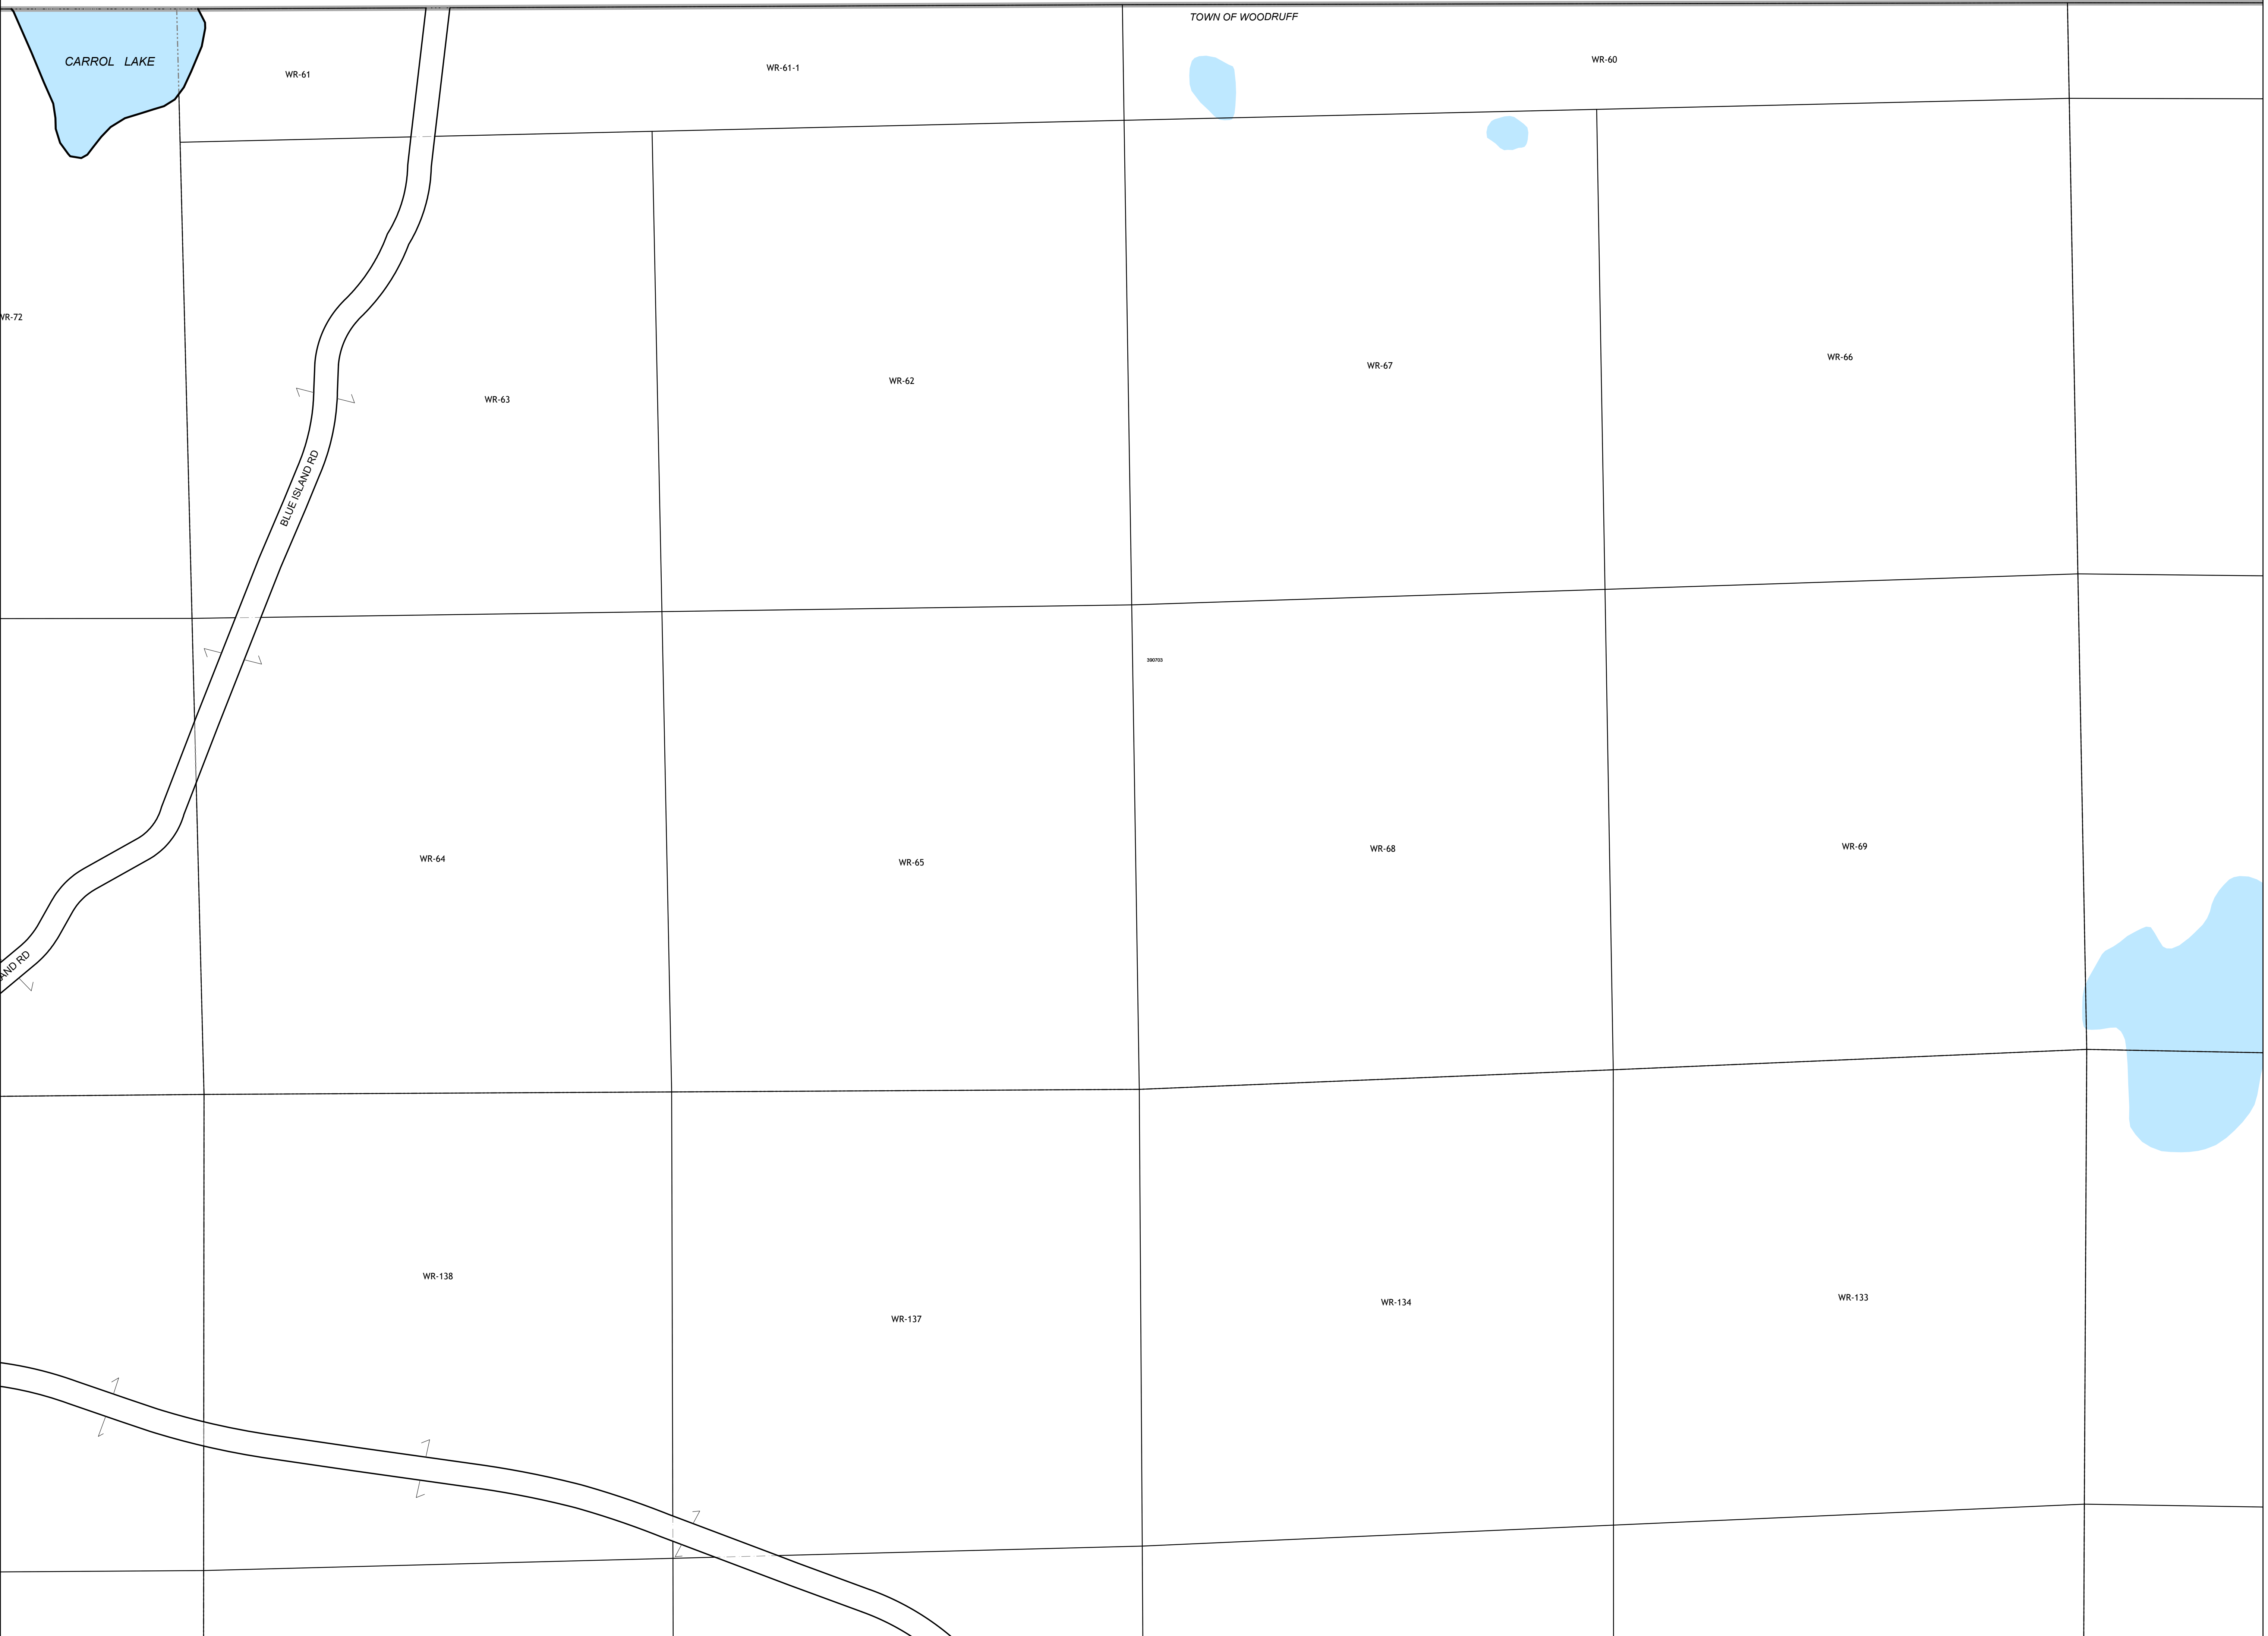 TOWN OF WOODRUFF
CARROL LAKE
WR-61
WR-61-1
WR-60
WR-72
WR-63
WR-62
WR-67
WR-66
BLUE ISLAND RD
390703
WR-64
WR-65
WR-68
WR-69
AND RD
WR-138
WR-137
WR-134
WR-133